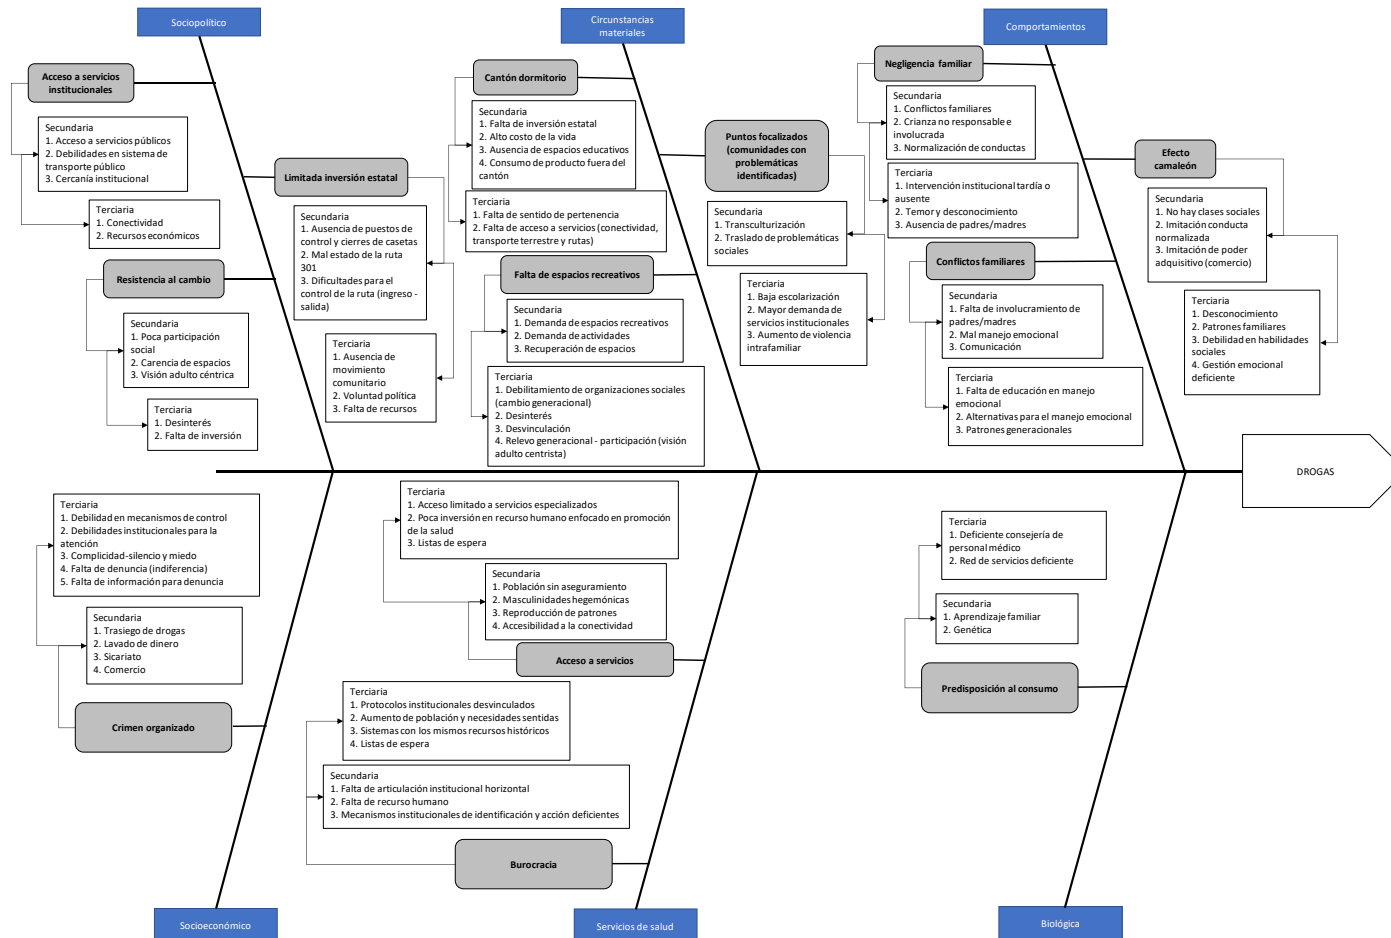 Sociopolítico
Circunstancias
materiales
Comportamientos
Acceso a servicios
institucionales
Secundaria
1. Acceso a servicios públicos
2. Debilidades en sistema de
transporte público
3. Cercanía institucional
Terciaria
1. Conectividad
2. Recursos económicos
Limitada inversión estatal
Secundaria
1. Ausencia de puestos de
control y cierres de casetas
2. Mal estado de la ruta
301
3. Dificultades para el
control de la ruta (ingreso -
salida)
Terciaria
1. Ausencia de
movimiento
comunitario
2. Voluntad política
3. Falta de recursos
Resistencia al cambio
Secundaria
1. Poca participación
social
2. Carencia de espacios
3. Visión adulto céntrica
Terciaria
1. Desinterés
2. Falta de inversión
Cantón dormitorio
Secundaria
1. Falta de inversión estatal
2. Alto costo de la vida
3. Ausencia de espacios educativos
4. Consumo de producto fuera del
cantón
Terciaria
1. Falta de sentido de pertenencia
2. Falta de acceso a servicios (conectividad,
transporte terrestre y rutas)
Falta de espacios recreativos
Secundaria
1. Demanda de espacios recreativos
2. Demanda de actividades
3. Recuperación de espacios
Terciaria
1. Debilitamiento de organizaciones sociales
(cambio generacional)
2. Desinterés
3. Desvinculación
4. Relevo generacional - participación (visión
adulto centrista)
Puntos focalizados
(comunidades con
problemáticas
identificadas)
Secundaria
1. Transculturización
2. Traslado de problemáticas
sociales
Terciaria
1. Baja escolarización
2. Mayor demanda de
servicios institucionales
3. Aumento de violencia
intrafamiliar
Negligencia familiar
Secundaria
1. Conflictos familiares
2. Crianza no responsable e
involucrada
3. Normalización de conductas
Terciaria
1. Intervención institucional tardía o
ausente
2. Temor y desconocimiento
3. Ausencia de padres/madres
Conflictos familiares
Secundaria
1. Falta de involucramiento de
padres/madres
2. Mal manejo emocional
3. Comunicación
Terciaria
1. Falta de educación en manejo
emocional
2. Alternativas para el manejo emocional
3. Patrones generacionales
Efecto
camaleón
Secundaria
1. No hay clases sociales
2. Imitación conducta
normalizada
3. Imitación de poder
adquisitivo (comercio)
Terciaria
1. Desconocimiento
2. Patrones familiares
3. Debilidad en habilidades
sociales
4. Gestión emocional
deficiente
DROGAS
Terciaria
1. Debilidad en mecanismos de control
2. Debilidades institucionales para la
atención
3. Complicidad-silencio y miedo
4. Falta de denuncia (indiferencia)
5. Falta de información para denuncia
Secundaria
1. Trasiego de drogas
2. Lavado de dinero
3. Sicariato
4. Comercio
Crimen organizado
Terciaria
1. Acceso limitado a servicios especializados
2. Poca inversión en recurso humano enfocado en promoción
de la salud
3. Listas de espera
Secundaria
1. Población sin aseguramiento
2. Masculinidades hegemónicas
3. Reproducción de patrones
4. Accesibilidad a la conectividad
Acceso a servicios
Terciaria
1. Protocolos institucionales desvinculados
2. Aumento de población y necesidades sentidas
3. Sistemas con los mismos recursos históricos
4. Listas de espera
Secundaria
1. Falta de articulación institucional horizontal
2. Falta de recurso humano
3. Mecanismos institucionales de identificación y acción deficientes
Burocracia
Terciaria
1. Deficiente consejería de
personal médico
2. Red de servicios deficiente
Secundaria
1. Aprendizaje familiar
2. Genética
Predisposición al consumo
Socioeconómico
Servicios de salud
Biológica